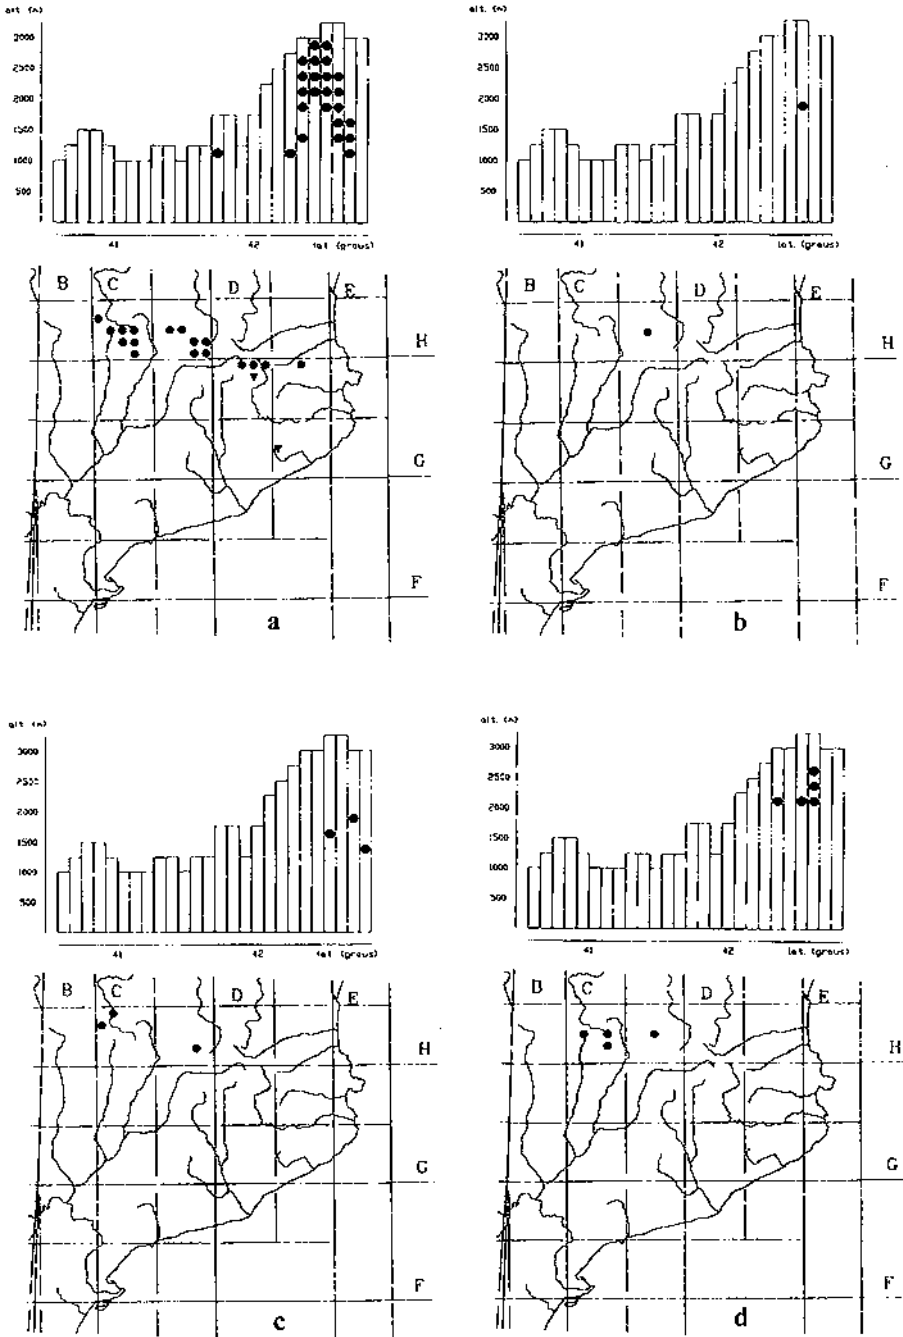 alt. (m)
3000
2500
2000
1500
1000
500
41
42
lat. (graus)
B
C
D
E
H
G
F
a
alt. (m)
3000
2500
2000
1500
1000
500
41
42
lat. (graus)
B
C
D
E
H
G
F
b
alt. (m)
3000
2500
2000
1500
1000
500
41
42
lat. (graus)
B
C
D
E
H
G
F
c
alt. (m)
3000
2500
2000
1500
1000
500
41
42
lat. (graus)
B
C
D
E
H
G
F
d